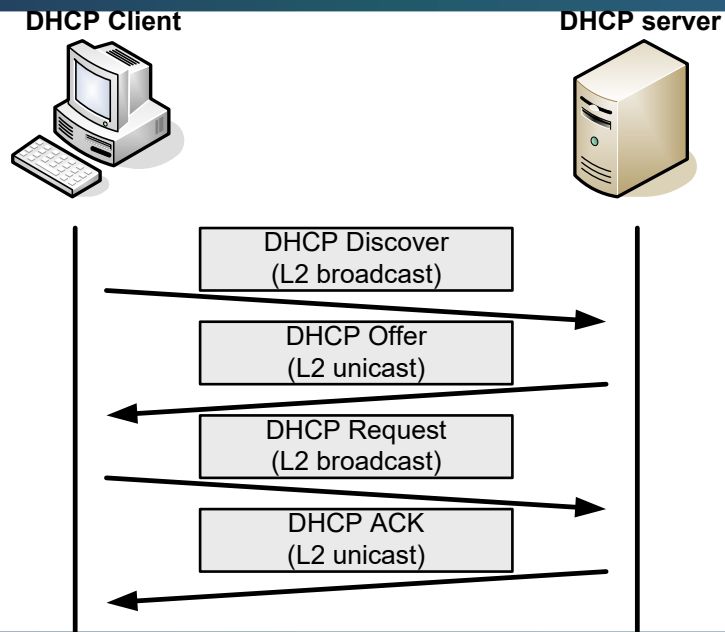 DHCP Client
DHCP server
DHCP Discover
(L2 broadcast)
DHCP Offer
(L2 unicast)
DHCP Request
(L2 broadcast)
DHCP ACK
(L2 unicast)